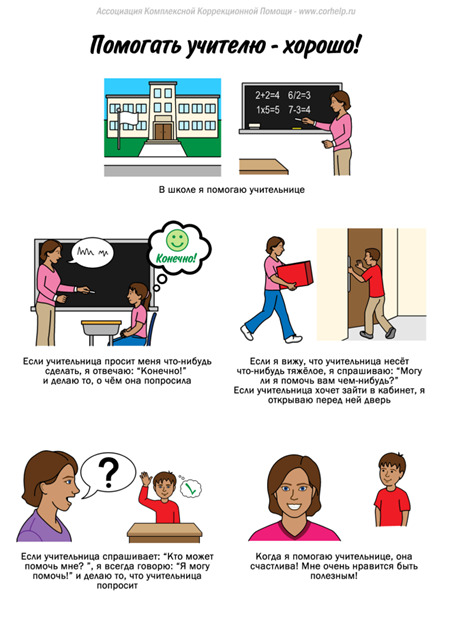 Ассоциация Комплексной Коррекционной Помощи - www.corhelp.ru
Помогать учителю - хорошо!
2+2=4 6/2=3
1x5=5 7-3=4
В школе я помогаю учительнице
Конечно!
Если учительница просит меня что-нибудь
сделать, я отвечаю: “Конечно!”
и делаю то, о чём она попросила
Если я вижу, что учительница несёт
что-нибудь тяжёлое, я спрашиваю: “Могу
ли я помочь вам чем-нибудь?”
Если учительница хочет зайти в кабинет, я
открываю перед ней дверь
?
Если учительница спрашивает: “Кто может
помочь мне? ”, я всегда говорю: “Я могу
помочь!” и делаю то, что учительница
попросит
Когда я помогаю учительнице, она
счастлива! Мне очень нравится быть
полезным!